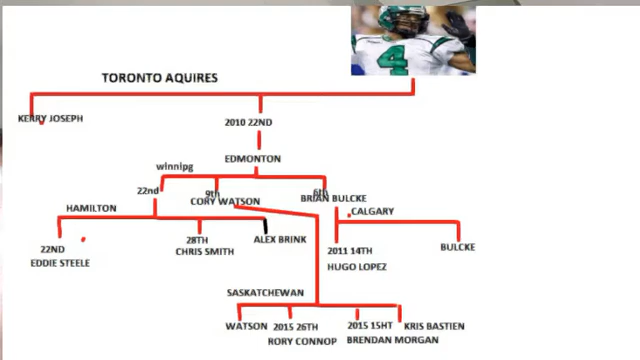 4
TORONTO AQUIRES
KERRY JOSEPH
2010 22ND
EDMONTON
winnipg
22nd
9th
6th
CORY WATSON
BRIAN BULCKE
HAMILTON
CALGARY
22ND
EDDIE STEELE
28TH
CHRIS SMITH
ALEX BRINK
2011 14TH
HUGO LOPEZ
BULCKE
SASKATCHEWAN
WATSON
2015 26TH
RORY CONNOP
2015 15HT
BRENDAN MORGAN
KRIS BASTIEN